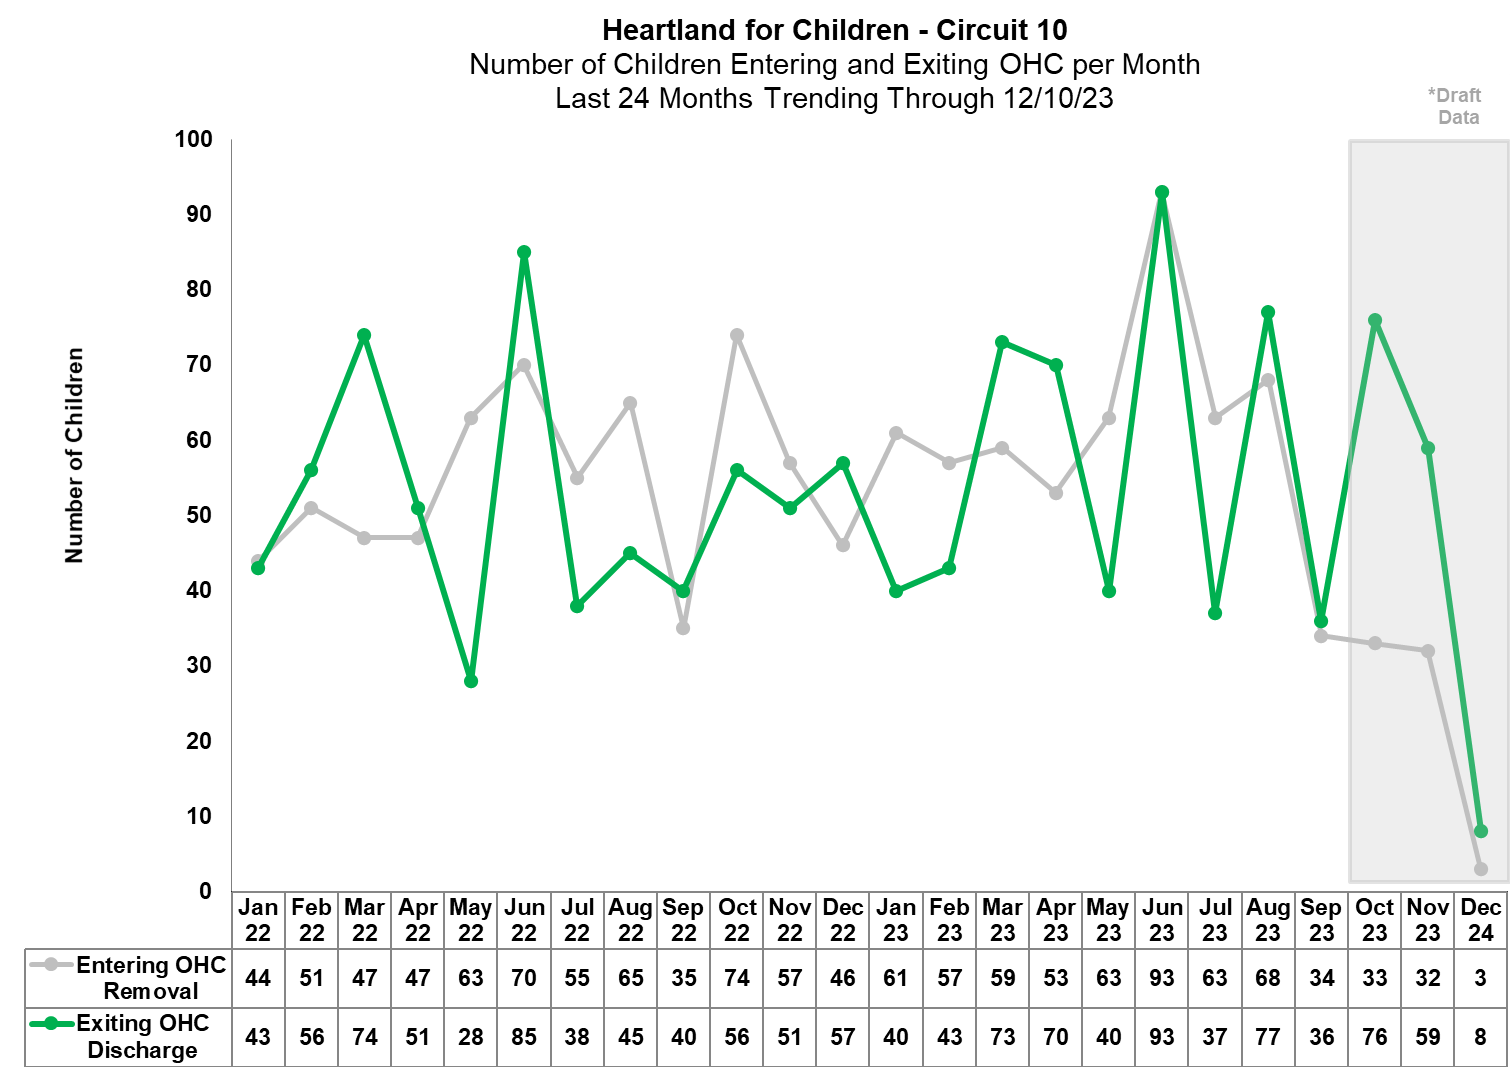 Heartland for Children - Circuit 10
Number of Children Entering and Exiting OHC per Month
Last 24 Months Trending Through 12/10/23
*Draft
Data
Number of Children
100
90
80
70
60
50
40
30
20
10
0
Jan Feb Mar Apr May Jun Jul Aug Sep Oct Nov Dec Jan Feb Mar Apr May Jun Jul Aug Sep Oct Nov Dec
22 22 22 22 22 22 22 22 22 22 22 22 23 23 23 23 23 23 23 23 23 23 23 24
Entering OHC
Removal
44 51 47 47 63 70 55 65 35 74 57 46 61 57 59 53 63 93 63 68 34 33 32 3
Exiting OHC
Discharge
43 56 74 51 28 85 38 45 40 56 51 57 40 43 73 70 40 93 37 77 36 76 59 8